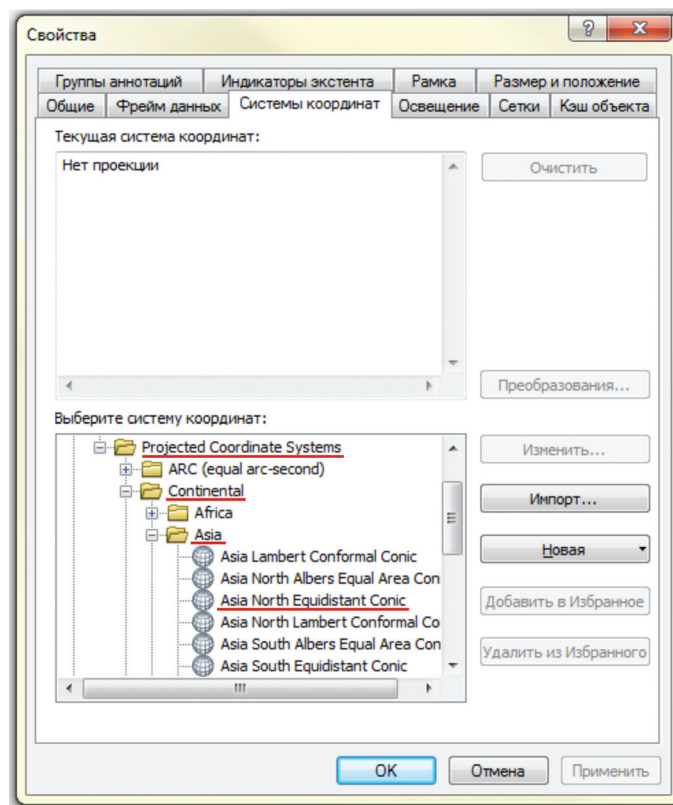 Свойства
Группы аннотаций Индикаторы экстента Рамка Размер и положение
Общие Фрейм данных Системы координат Освещение Сетки Кэш объекта
Текущая система координат:
Нет проекции
Очистить
Преобразования...
Выберите систему координат:
Projected Coordinate Systems
ARC (equal arc-second)
Continental
Africa
Asia
Asia Lambert Conformal Conic
Asia North Albers Equal Area Con
Asia North Equidistant Conic
Asia North Lambert Conformal Co
Asia South Albers Equal Area Con
Asia South Equidistant Conic
Изменить...
Импорт...
Новая
Добавить в Избранное
Удалить из Избранного
OK Отмена Применить